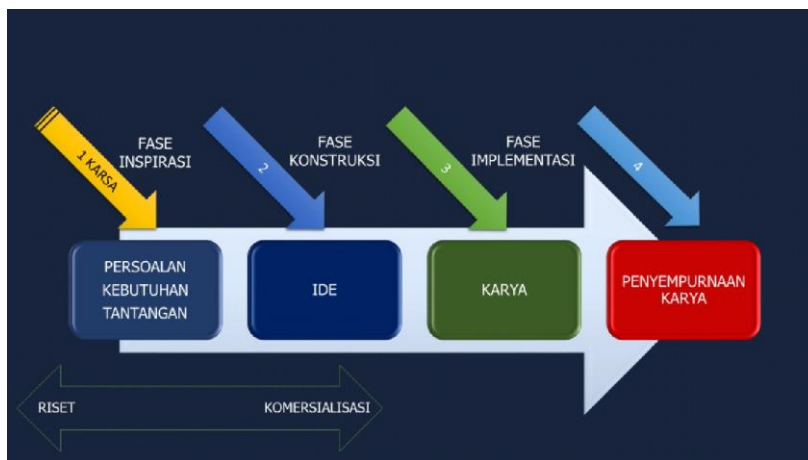 1 KARSA
FASE
INSPIRASI
2
FASE
KONSTRUKSI
3
FASE
IMPLEMENTASI
4
PERSOALAN
KEBUTUHAN
TANTANGAN
IDE
KARYA
PENYEMPURNAAN
KARYA
RISET
KOMERSIALISASI